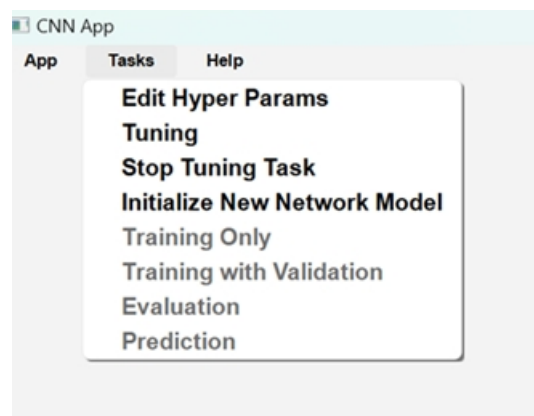 CNN App
App Tasks Help
Edit Hyper Params
Tuning
Stop Tuning Task
Initialize New Network Model
Training Only
Training with Validation
Evaluation
Prediction